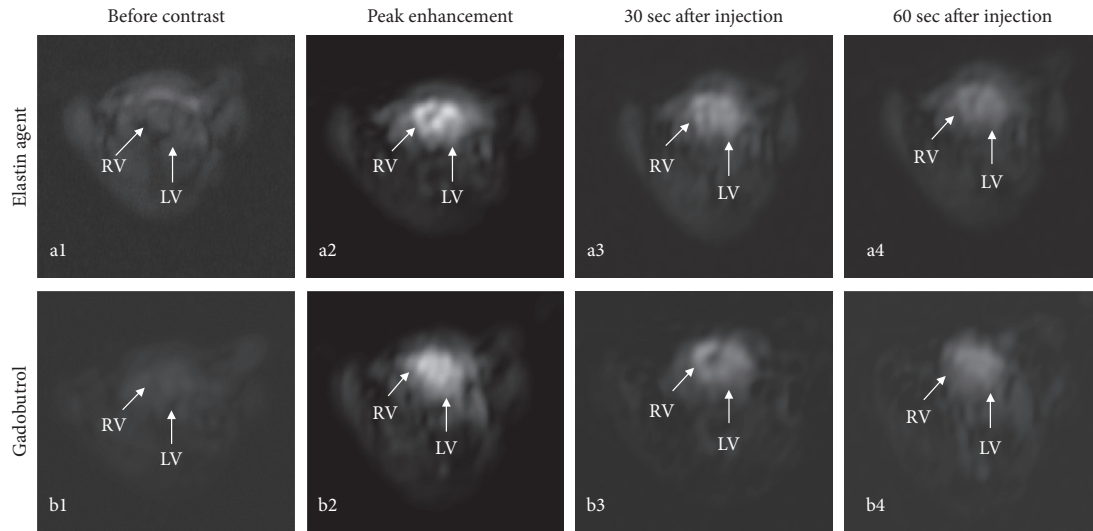 Before contrast
Peak enhancement
30 sec after injection
60 sec after injection
Elastin agent
RV
LV
a1
RV
LV
a2
RV
LV
a3
RV
LV
a4
Gadobutrol
RV
LV
b1
RV
LV
b2
RV
LV
b3
RV
LV
b4